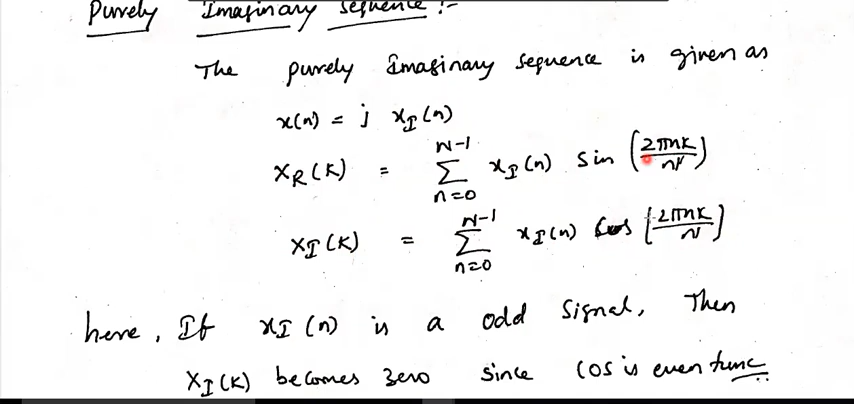 Purely Imaginary sequence :-
The purely imaginary sequence is given as
x(n) = j x_I(n)
X_R(K) = Σ_{n=0}^{N-1} x_I(n) sin (2πnK/N)
X_I(K) = Σ_{n=0}^{N-1} x_I(n) Cos (2πnK/N)
here, If x_I(n) is a odd signal, Then
X_I(K) becomes zero since cos is even func